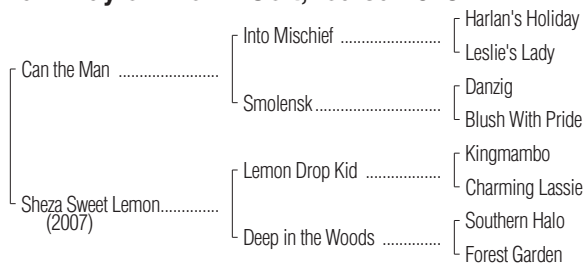 Harlan's Holiday
Into Mischief ......................
Leslie's Lady
Can the Man ......................
Danzig
Smolensk............................
Blush With Pride
Kingmambo
Lemon Drop Kid .................
Charming Lassie
Sheza Sweet Lemon.............
(2007)
Southern Halo
Deep in the Woods .............
Forest Garden